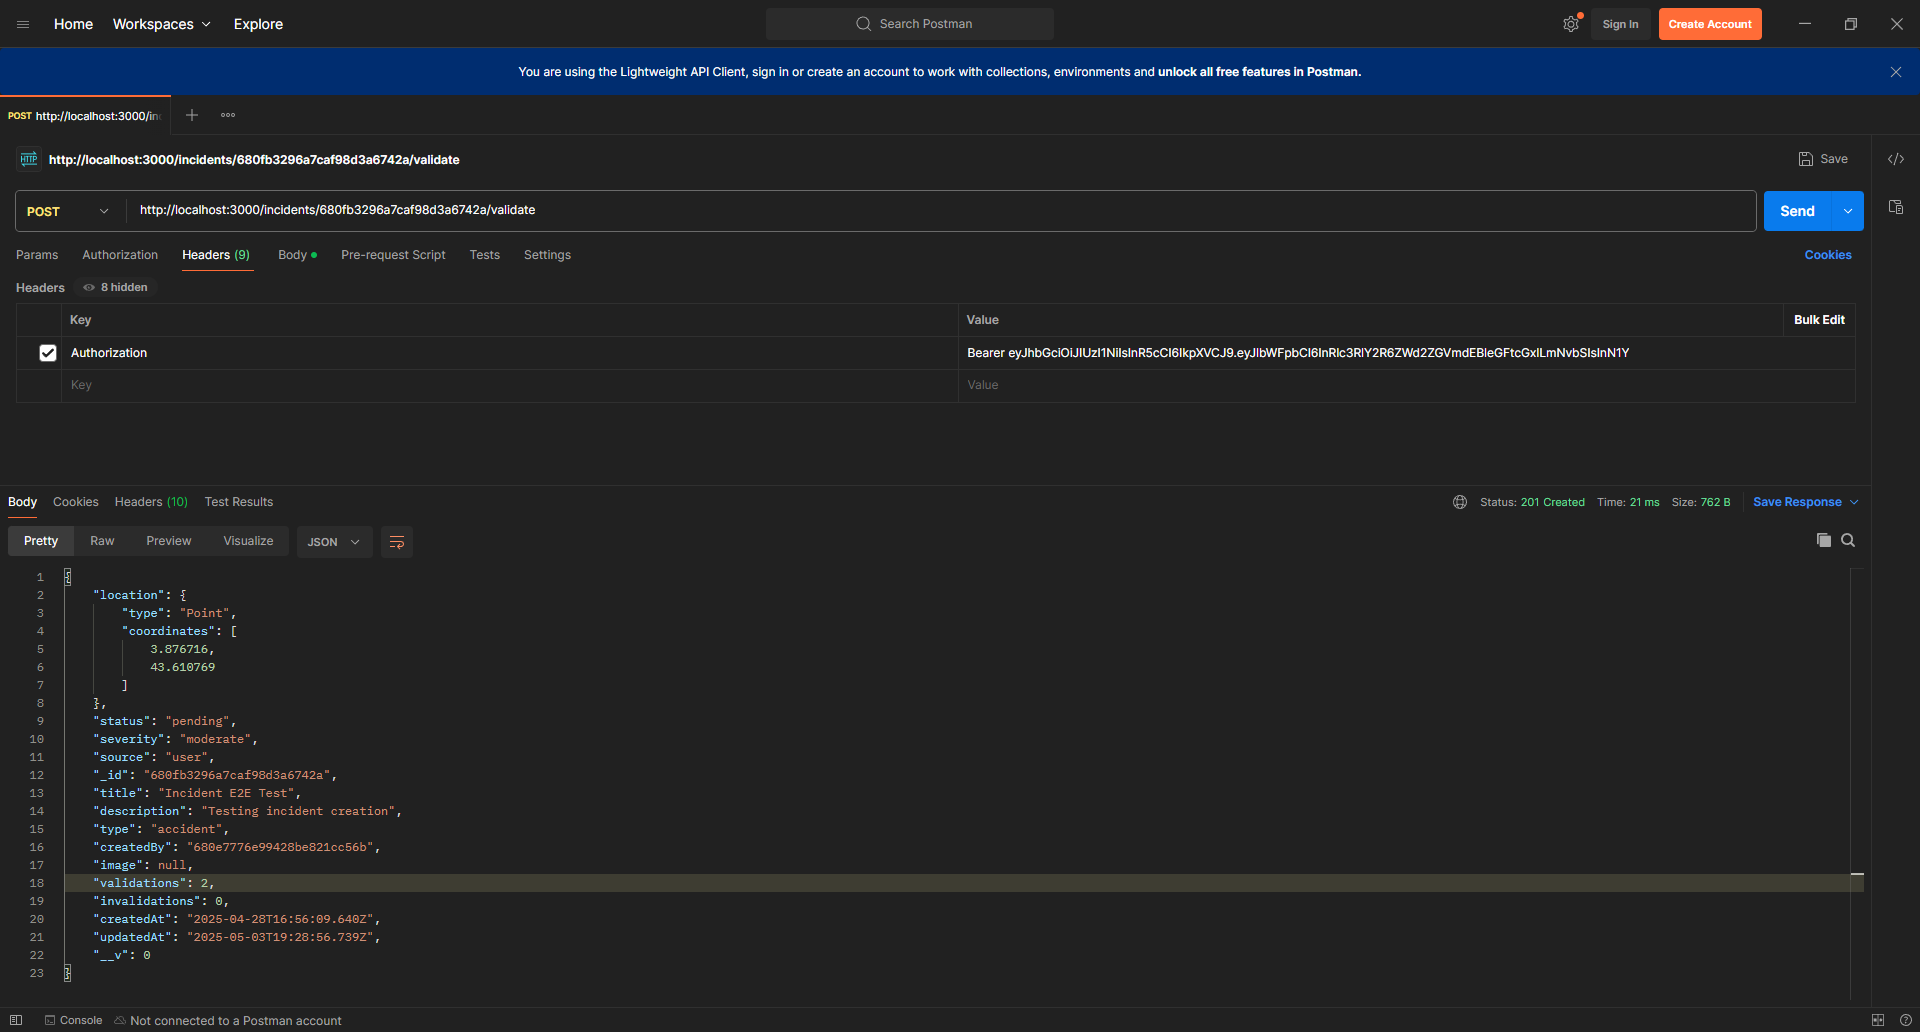 Home Workspaces Explore Search Postman Sign In Create Account
You are using the Lightweight API Client, sign in or create an account to work with collections, environments and unlock all free features in Postman.
POST http://localhost:3000/in
HTTP http://localhost:3000/incidents/680fb3296a7caf98d3a6742a/validate Save
POST http://localhost:3000/incidents/680fb3296a7caf98d3a6742a/validate Send
Params Authorization Headers (9) Body Pre-request Script Tests Settings Cookies
Headers 8 hidden
Key Value Bulk Edit
Authorization Bearer
Key Value
Body Cookies Headers (10) Test Results Status: 201 Created Time: 21 ms Size: 762 B Save Response
Pretty Raw Preview Visualize JSON
1 {
2 "location": {
3 "type": "Point",
4 "coordinates": [
5 3.876716,
6 43.610769
7 ]
8 },
9 "status": "pending",
10 "severity": "moderate",
11 "source": "user",
12 "_id": "680fb3296a7caf98d3a6742a",
13 "title": "Incident E2E Test",
14 "description": "Testing incident creation",
15 "type": "accident",
16 "createdBy": "680e7776e99428be821cc56b",
17 "image": null,
18 "validations": 2,
19 "invalidations": 0,
20 "createdAt": "2025-04-28T16:56:09.640Z",
21 "updatedAt": "2025-05-03T19:28:56.739Z",
22 "__v": 0
23 }
Console Not connected to a Postman account